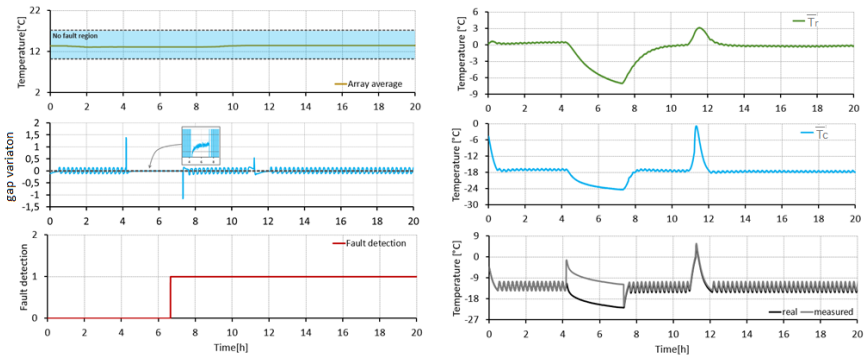 Temperature[°C]
22
12
2
No fault region
Array average
0 2 4 6 8 10 12 14 16 18 20
gap variaton
2
1,5
1
0,5
0
-0,5
-1
-1,5
0 2 4 6 8 10 12 14 16 18 20
Fault detection
2
1
0
Fault detection
0 2 4 6 8 10 12 14 16 18 20
Time[h]
Temperature [°C]
6
3
0
-3
-6
-9
Tr
0 2 4 6 8 10 12 14 16 18 20
Temperature [°C]
0
-6
-12
-18
-24
-30
Tc
0 2 4 6 8 10 12 14 16 18 20
Temperature [°C]
9
0
-9
-18
-27
real measured
0 2 4 6 8 10 12 14 16 18 20
Time[h]